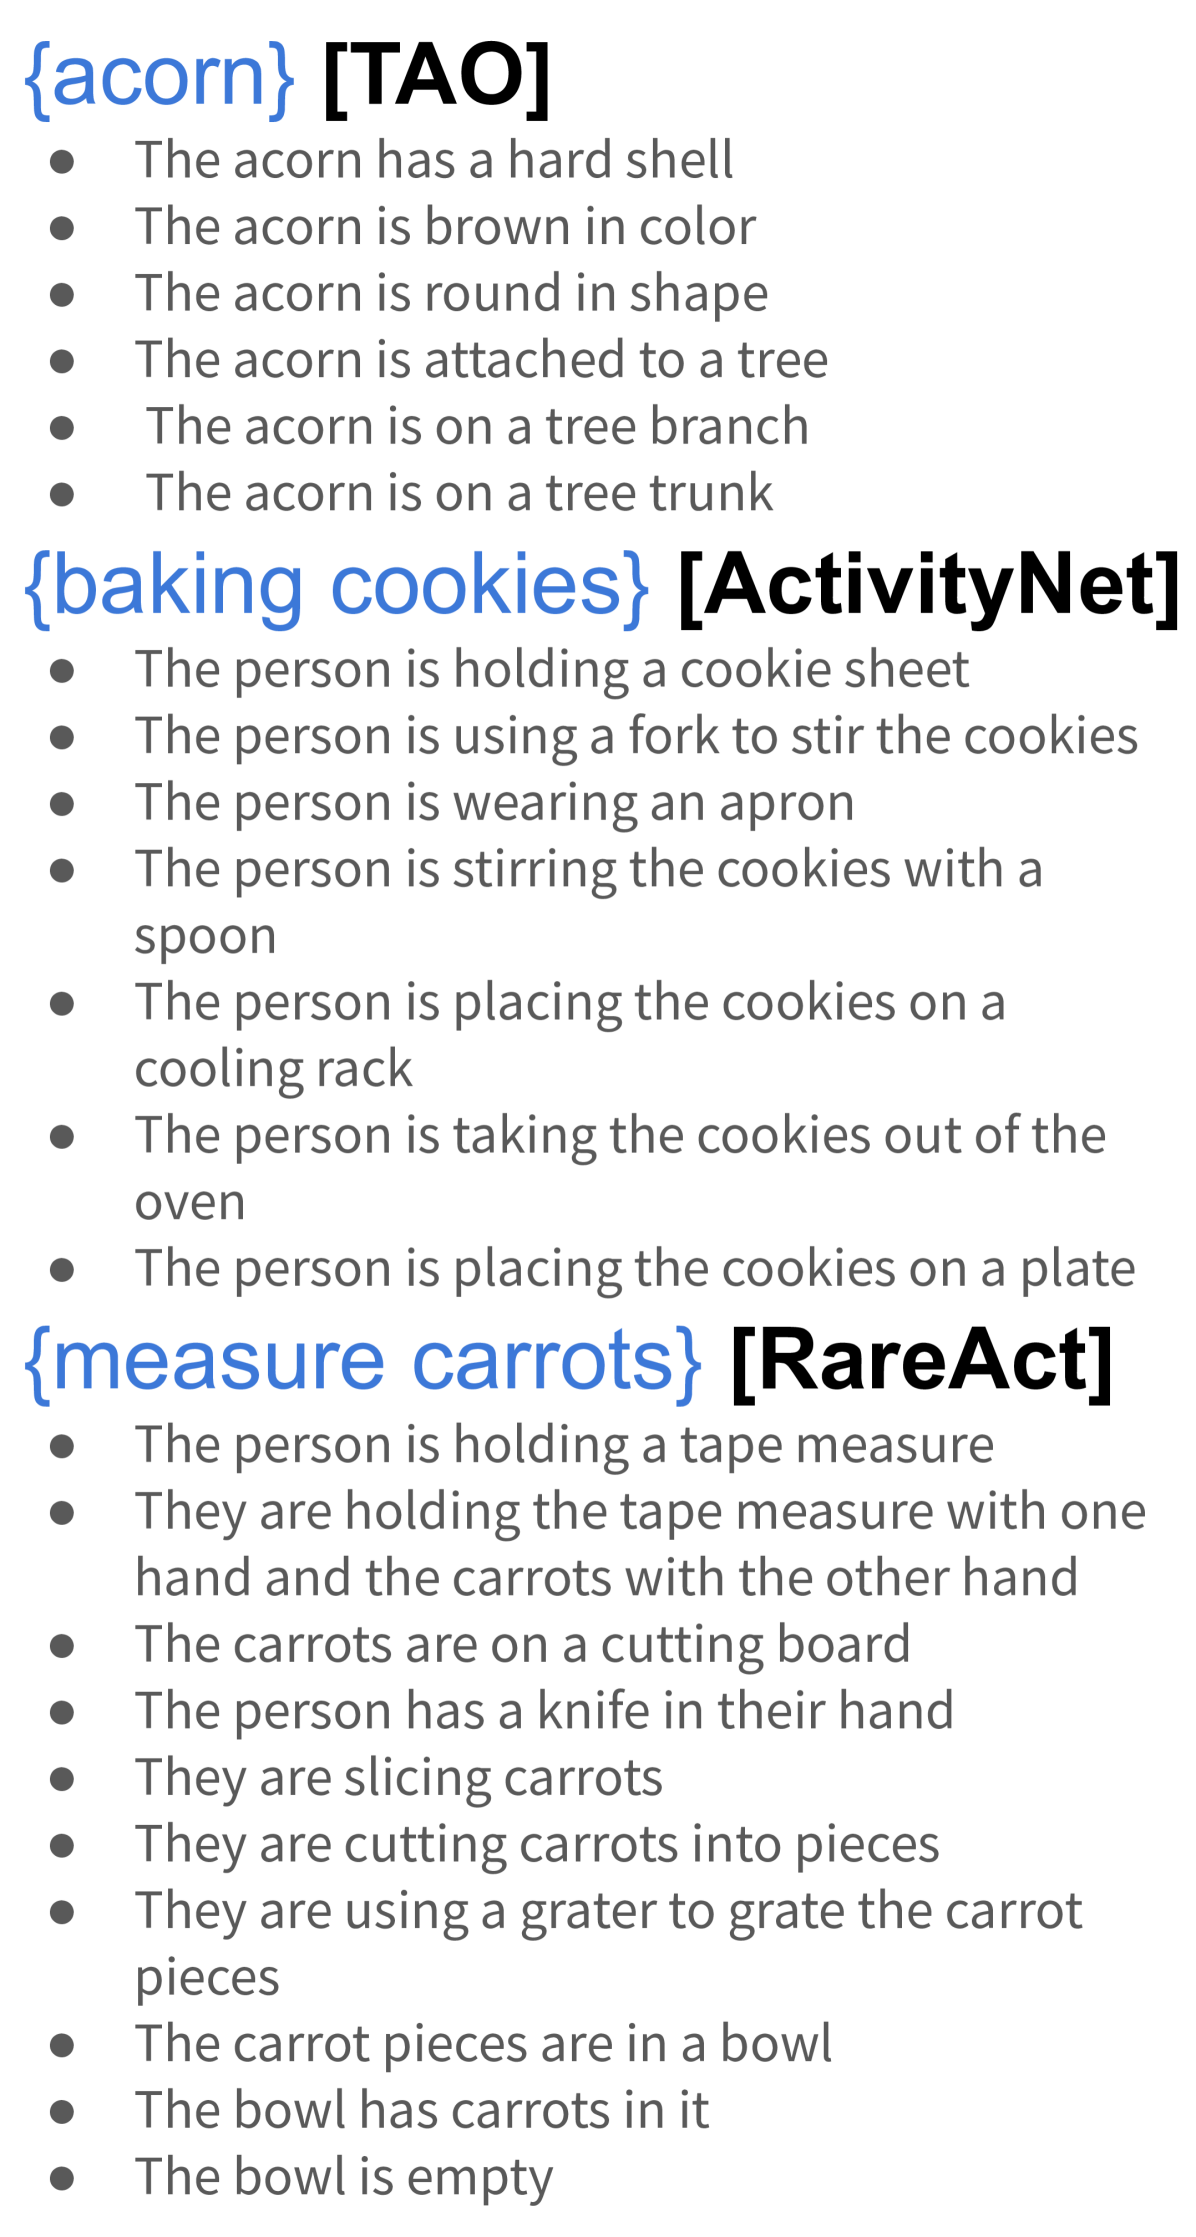 {acorn} [TAO]
● The acorn has a hard shell
● The acorn is brown in color
● The acorn is round in shape
● The acorn is attached to a tree
● The acorn is on a tree branch
● The acorn is on a tree trunk
{baking cookies} [ActivityNet]
● The person is holding a cookie sheet
● The person is using a fork to stir the cookies
● The person is wearing an apron
● The person is stirring the cookies with a
spoon
● The person is placing the cookies on a
cooling rack
● The person is taking the cookies out of the
oven
● The person is placing the cookies on a plate
{measure carrots} [RareAct]
● The person is holding a tape measure
● They are holding the tape measure with one
hand and the carrots with the other hand
● The carrots are on a cutting board
● The person has a knife in their hand
● They are slicing carrots
● They are cutting carrots into pieces
● They are using a grater to grate the carrot
pieces
● The carrot pieces are in a bowl
● The bowl has carrots in it
● The bowl is empty